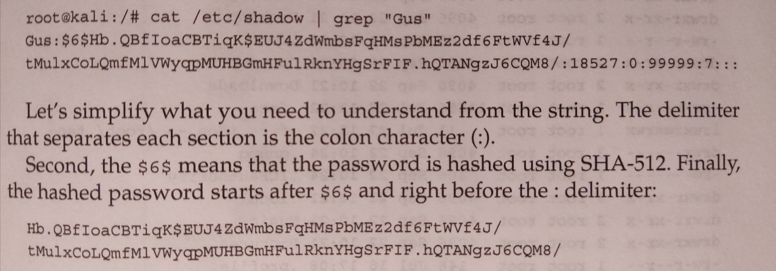 root@kali:/# cat /etc/shadow | grep "Gus"
Gus:$6$Hb.QBfIoaCBTiqK$EUJ4ZdWmbsFqHMsPbMEz2df6FtWVf4J/
tMulxCoLQmfMlVWyqpMUHBGmHFulRknYHgSrFIF.hQTANgzJ6CQM8/:18527:0:99999:7:::
Let's simplify what you need to understand from the string. The delimiter
that separates each section is the colon character (:).
Second, the $6$ means that the password is hashed using SHA-512. Finally,
the hashed password starts after $6$ and right before the : delimiter:
Hb.QBfIoaCBTiqK$EUJ4ZdWmbsFqHMsPbMEz2df6FtWVf4J/
tMulxCoLQmfMlVWyqpMUHBGmHFulRknYHgSrFIF.hQTANgzJ6CQM8/